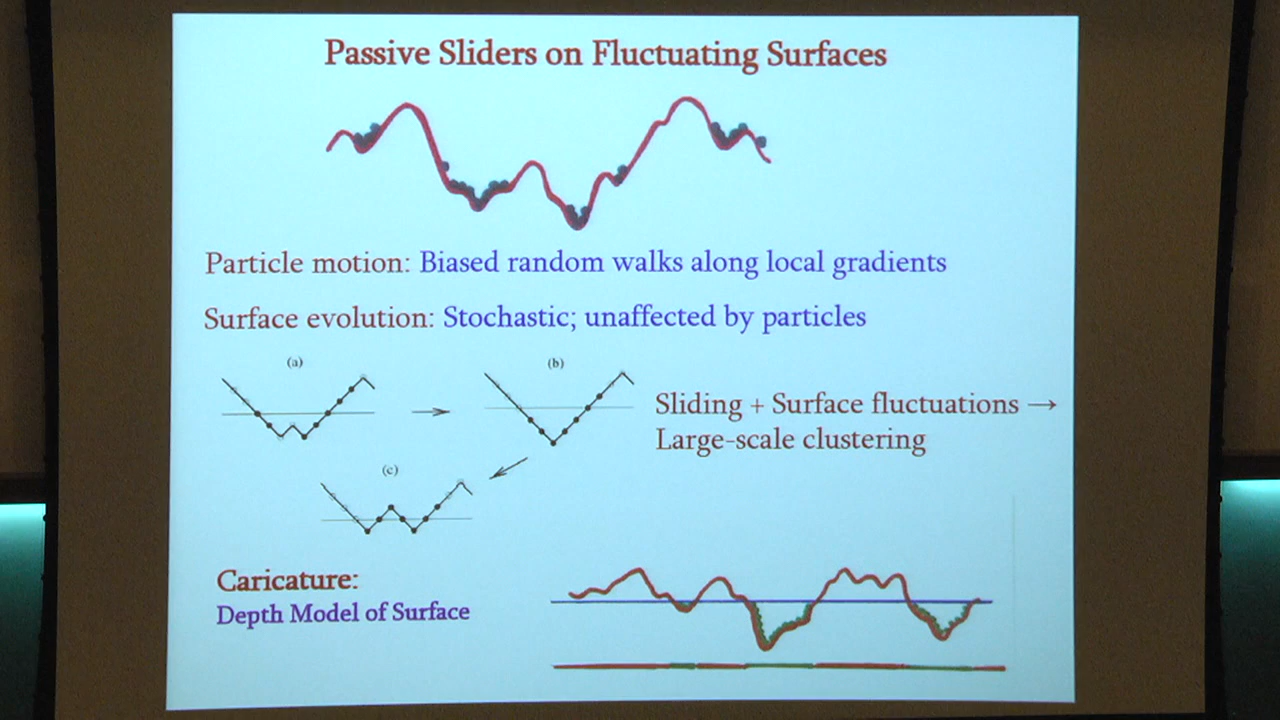 Passive Sliders on Fluctuating Surfaces
Particle motion: Biased random walks along local gradients
Surface evolution: Stochastic; unaffected by particles
(a)
(b)
Sliding + Surface fluctuations →
Large-scale clustering
(c)
Caricature:
Depth Model of Surface